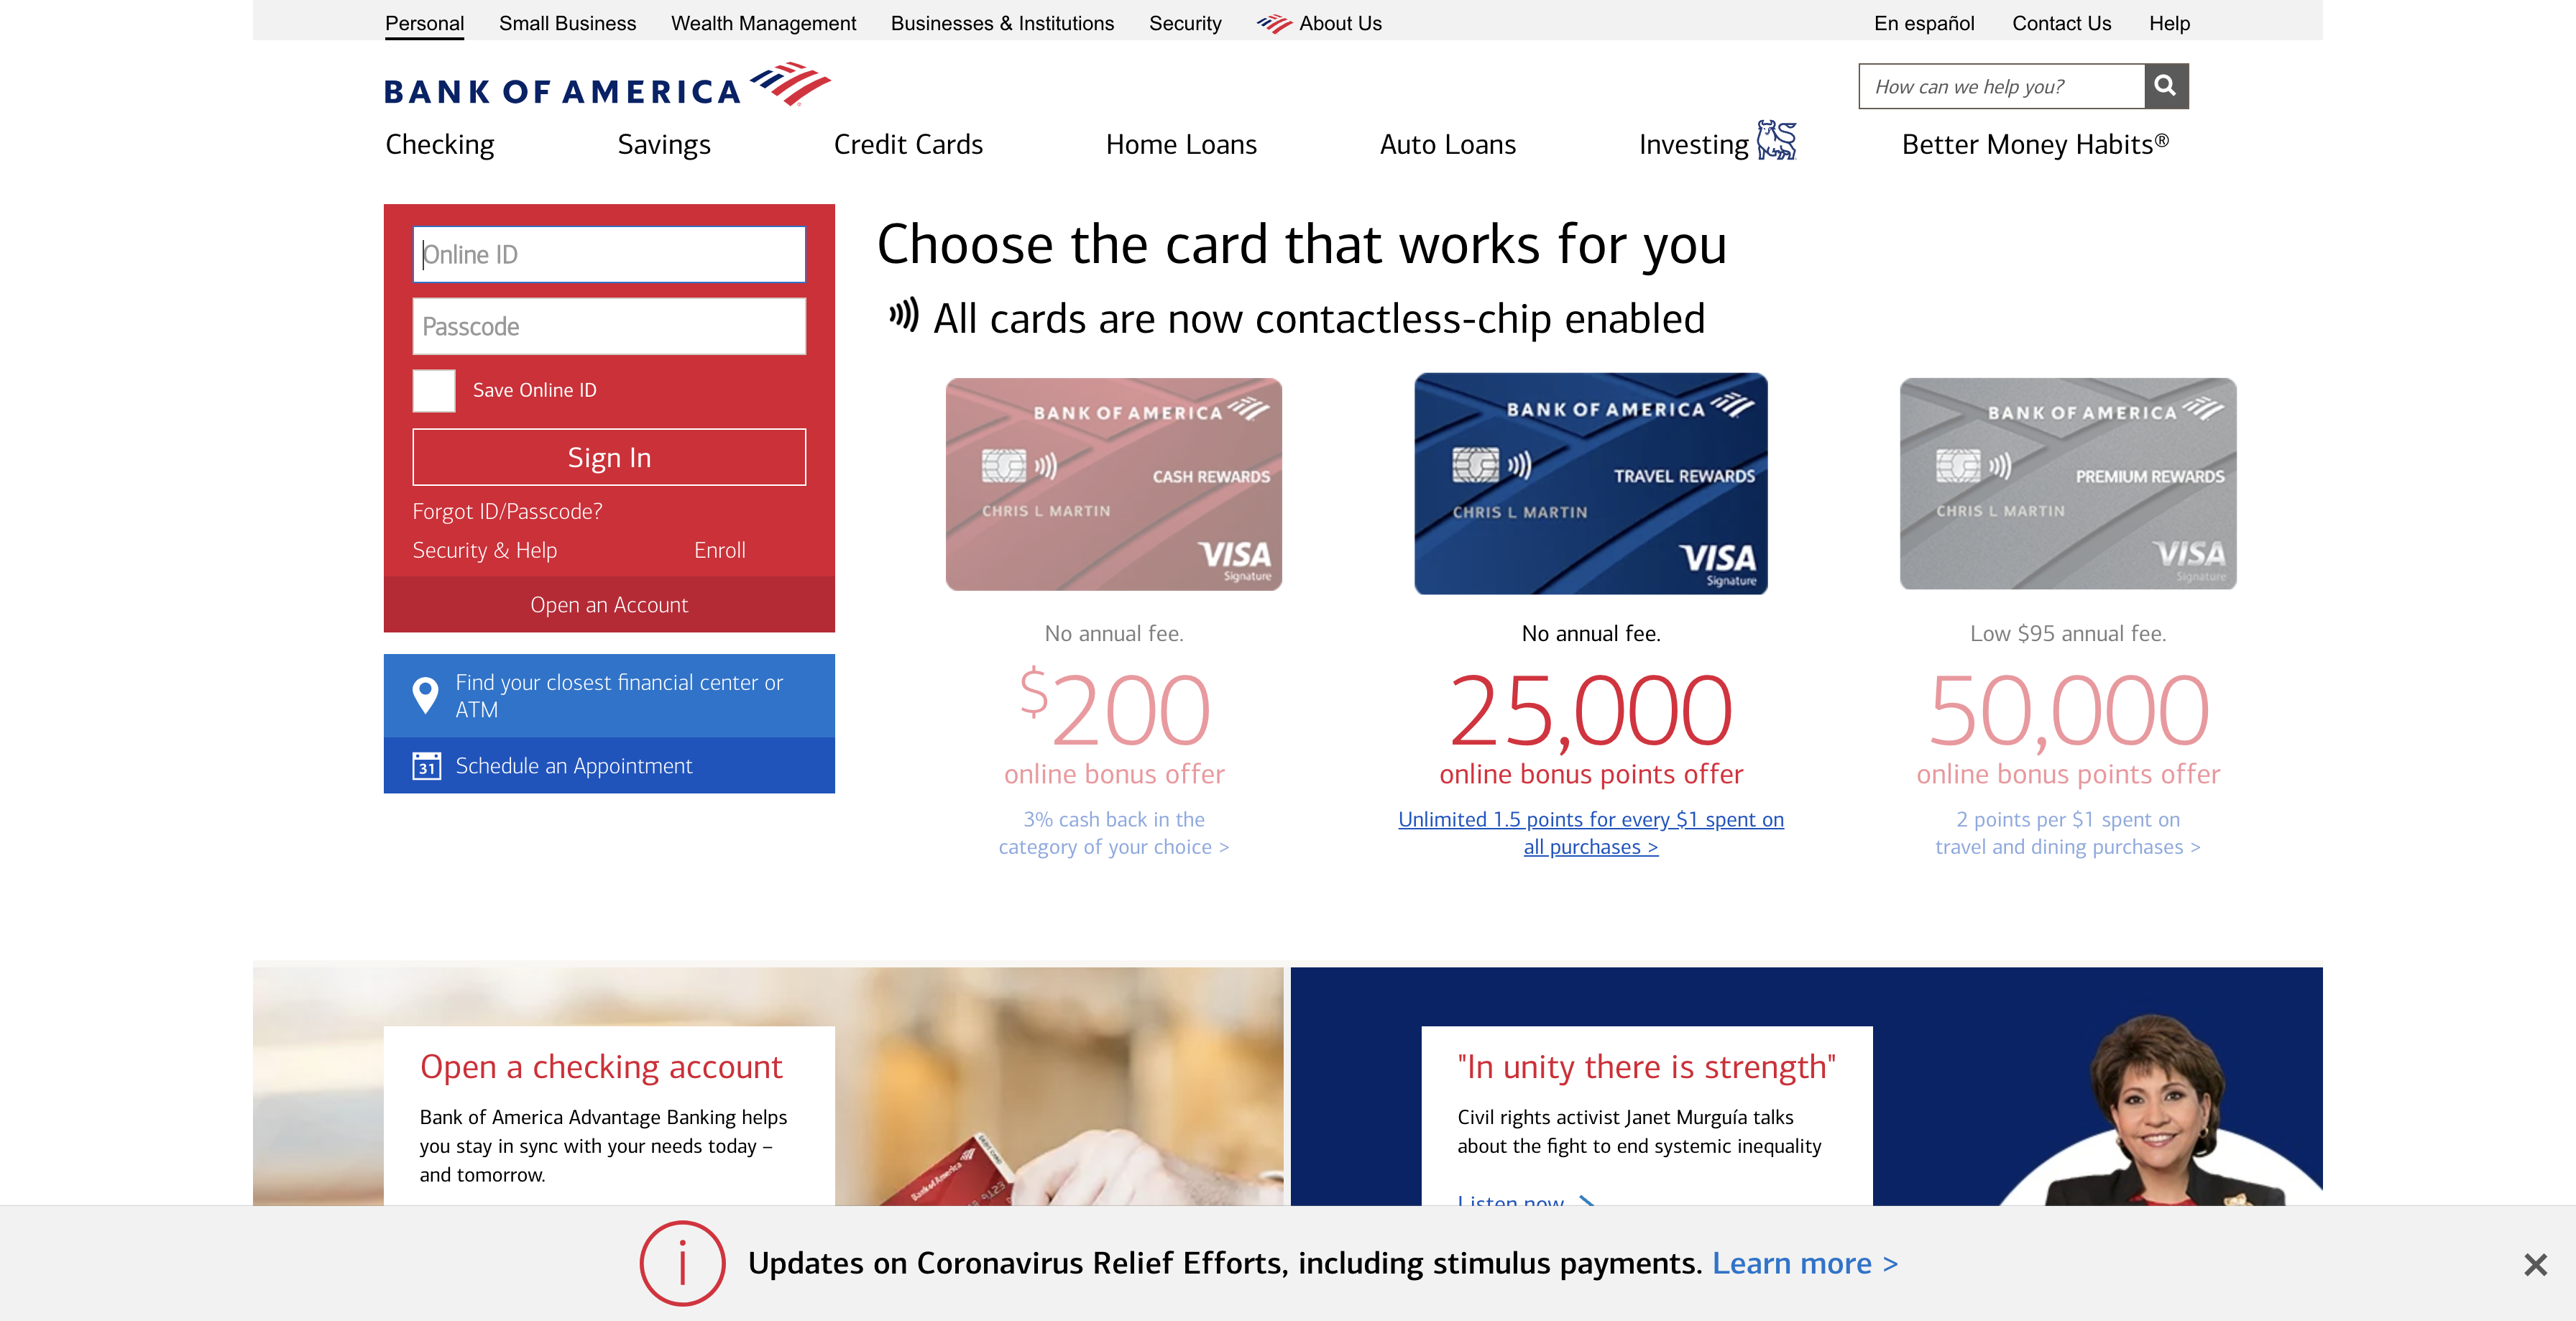 Personal
Small Business
Wealth Management
Businesses & Institutions
Security
About Us
En español
Contact Us
Help
BANK OF AMERICA
How can we help you?
Checking
Savings
Credit Cards
Home Loans
Auto Loans
Investing
Better Money Habits®
Online ID
Passcode
Save Online ID
Sign In
Forgot ID/Passcode?
Security & Help
Enroll
Open an Account
Find your closest financial center or
ATM
31
Schedule an Appointment
Choose the card that works for you
All cards are now contactless-chip enabled
BANK OF AMERICA
CASH REWARDS
CHRIS L MARTIN
VISA
Signature
No annual fee.
$200
online bonus offer
3% cash back in the
category of your choice >
BANK OF AMERICA
TRAVEL REWARDS
CHRIS L MARTIN
VISA
Signature
No annual fee.
25,000
online bonus points offer
Unlimited 1.5 points for every $1 spent on
all purchases >
BANK OF AMERICA
PREMIUM REWARDS
CHRIS L MARTIN
VISA
Signature
Low $95 annual fee.
50,000
online bonus points offer
2 points per $1 spent on
travel and dining purchases >
Open a checking account
Bank of America Advantage Banking helps
you stay in sync with your needs today –
and tomorrow.
Bank of America
"In unity there is strength"
Civil rights activist Janet Murguía talks
about the fight to end systemic inequality
Listen now
Updates on Coronavirus Relief Efforts, including stimulus payments. Learn more >